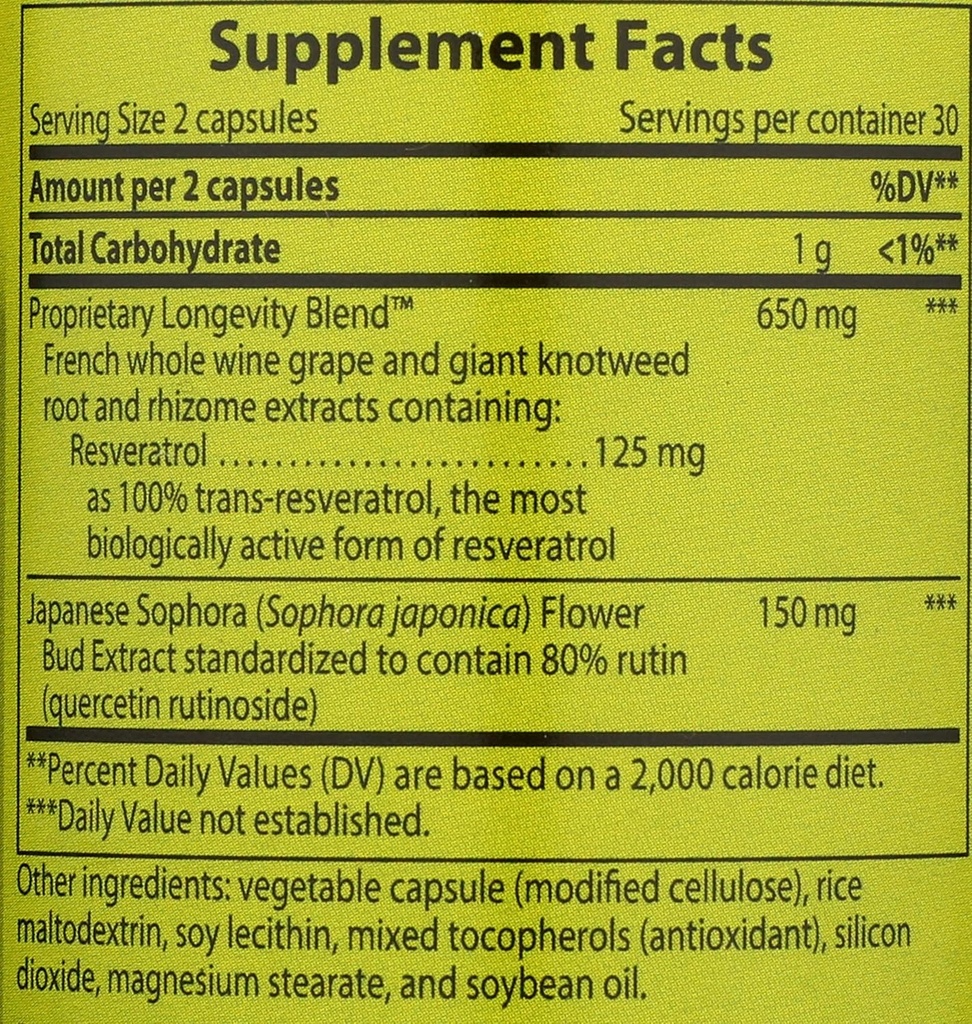 Supplement Facts
Serving Size 2 capsules Servings per container 30
Amount per 2 capsules %DV**
Total Carbohydrate 1 g <1%**
Proprietary Longevity Blend™ 650 mg ***
French whole wine grape and giant knotweed
root and rhizome extracts containing:
Resveratrol ........................... 125 mg
as 100% trans-resveratrol, the most
biologically active form of resveratrol
Japanese Sophora (Sophora japonica) Flower 150 mg ***
Bud Extract standardized to contain 80% rutin
(quercetin rutinoside)
**Percent Daily Values (DV) are based on a 2,000 calorie diet.
***Daily Value not established.
Other ingredients: vegetable capsule (modified cellulose), rice
maltodextrin, soy lecithin, mixed tocopherols (antioxidant), silicon
dioxide, magnesium stearate, and soybean oil.